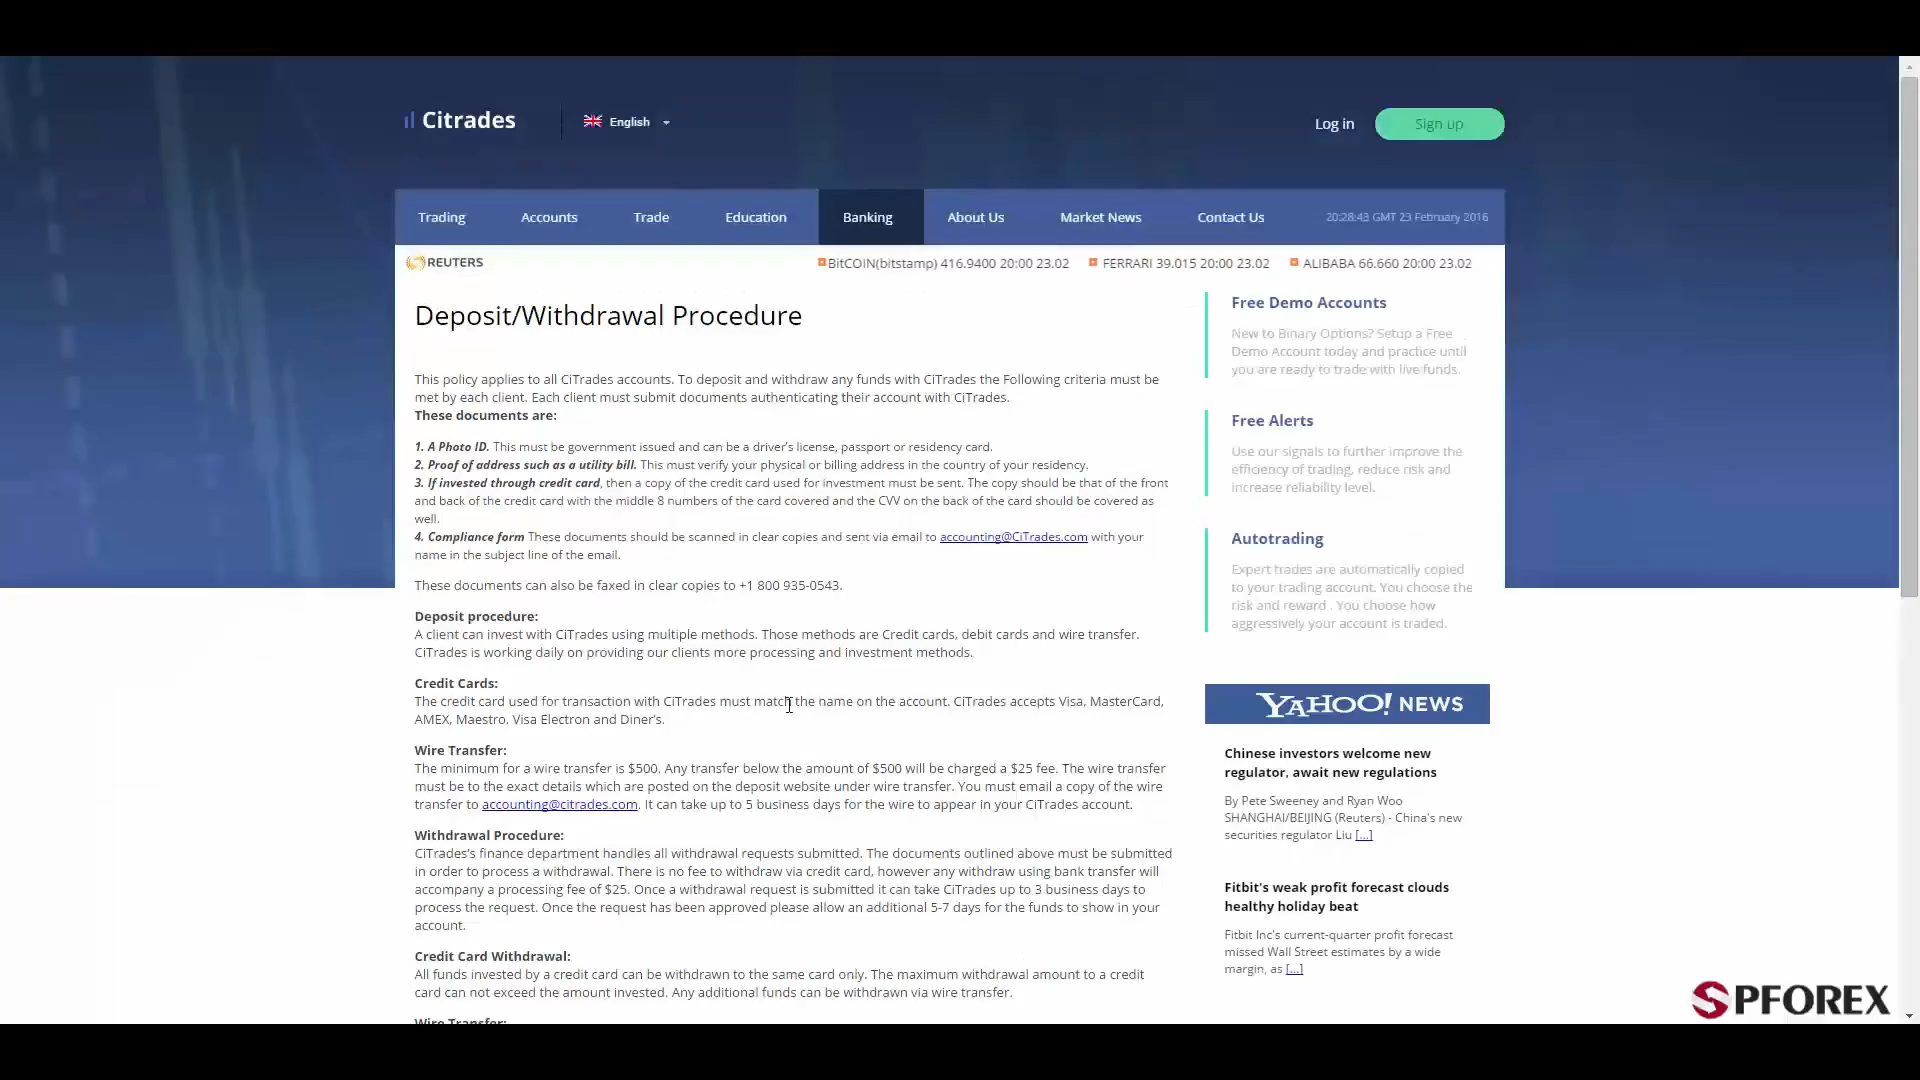 Citrades
English
Log in
Sign up
Trading
Accounts
Trade
Education
Banking
About Us
Market News
Contact Us
20:28:43 GMT 23 February 2016
REUTERS
BitCOIN(bitstamp) 416.9400 20:00 23.02
FERRARI 39.015 20:00 23.02
ALIBABA 66.660 20:00 23.02
Deposit/Withdrawal Procedure
This policy applies to all CiTrades accounts. To deposit and withdraw any funds with CiTrades the Following criteria must be
met by each client. Each client must submit documents authenticating their account with CiTrades.
These documents are:
1. A Photo ID. This must be government issued and can be a driver's license, passport or residency card.
2. Proof of address such as a utility bill. This must verify your physical or billing address in the country of your residency.
3. If invested through credit card, then a copy of the credit card used for investment must be sent. The copy should be that of the front
and back of the credit card with the middle 8 numbers of the card covered and the CVV on the back of the card should be covered as
well.
4. Compliance form These documents should be scanned in clear copies and sent via email to accounting@CiTrades.com with your
name in the subject line of the email.
These documents can also be faxed in clear copies to +1 800 935-0543.
Deposit procedure:
A client can invest with CiTrades using multiple methods. Those methods are Credit cards, debit cards and wire transfer.
CiTrades is working daily on providing our clients more processing and investment methods.
Credit Cards:
The credit card used for transaction with CiTrades must match the name on the account. CiTrades accepts Visa, MasterCard,
AMEX, Maestro, Visa Electron and Diner's.
Wire Transfer:
The minimum for a wire transfer is $500. Any transfer below the amount of $500 will be charged a $25 fee. The wire transfer
must be to the exact details which are posted on the deposit website under wire transfer. You must email a copy of the wire
transfer to accounting@citrades.com. It can take up to 5 business days for the wire to appear in your CiTrades account.
Withdrawal Procedure:
CiTrades's finance department handles all withdrawal requests submitted. The documents outlined above must be submitted
in order to process a withdrawal. There is no fee to withdraw via credit card, however any withdraw using bank transfer will
accompany a processing fee of $25. Once a withdrawal request is submitted it can take CiTrades up to 3 business days to
process the request. Once the request has been approved please allow an additional 5-7 days for the funds to show in your
account.
Credit Card Withdrawal:
All funds invested by a credit card can be withdrawn to the same card only. The maximum withdrawal amount to a credit
card can not exceed the amount invested. Any additional funds can be withdrawn via wire transfer.
Wire Transfer:
Free Demo Accounts
New to Binary Options? Setup a Free
Demo Account today and practice until
you are ready to trade with live funds.
Free Alerts
Use our signals to further improve the
efficiency of trading, reduce risk and
increase reliability level.
Autotrading
Expert trades are automatically copied
to your trading account. You choose the
risk and reward . You choose how
aggressively your account is traded.
YAHOO! NEWS
Chinese investors welcome new
regulator, await new regulations
By Pete Sweeney and Ryan Woo
SHANGHAI/BEIJING (Reuters) - China's new
securities regulator Liu [...]
Fitbit's weak profit forecast clouds
healthy holiday beat
Fitbit Inc's current-quarter profit forecast
missed Wall Street estimates by a wide
margin, as [...]
SPFOREX